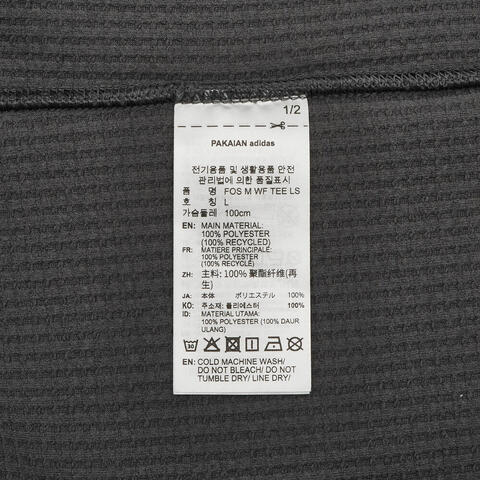 1/2
PAKAIAN adidas
전기용품 및 생활용품 안전
관리법에 의한 품질표시
품 명 FOS M WF TEE LS
호 칭 L
가슴둘레 100cm
EN: MAIN MATERIAL:
100% POLYESTER
(100% RECYCLED)
FR: MATIERE PRINCIPALE:
100% POLYESTER
(100% RECYCLÉ)
ZH: 主料: 100% 聚酯纤维(再
生)
JA: 本体 ポリエステル 100%
KO: 주소재: 폴리에스터 100%
ID: MATERIAL UTAMA:
100% POLYESTER (100% DAUR
ULANG)
30
EN: COLD MACHINE WASH/
DO NOT BLEACH/ DO NOT
TUMBLE DRY/ LINE DRY/